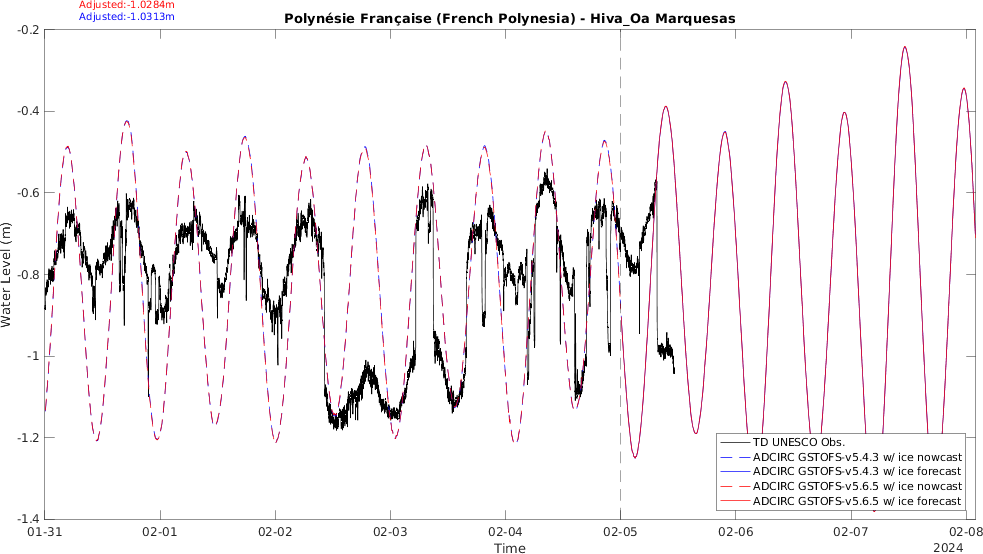 Adjusted:-1.0284m
Adjusted:-1.0313m
Polynésie Française (French Polynesia) - Hiva_Oa Marquesas
Water Level (m)
-0.2
-0.4
-0.6
-0.8
-1
-1.2
-1.4
TD UNESCO Obs.
ADCIRC GSTOFS-v5.4.3 w/ ice nowcast
ADCIRC GSTOFS-v5.4.3 w/ ice forecast
ADCIRC GSTOFS-v5.6.5 w/ ice nowcast
ADCIRC GSTOFS-v5.6.5 w/ ice forecast
01-31 02-01 02-02 02-03 02-04 02-05 02-06 02-07 02-08
Time
2024